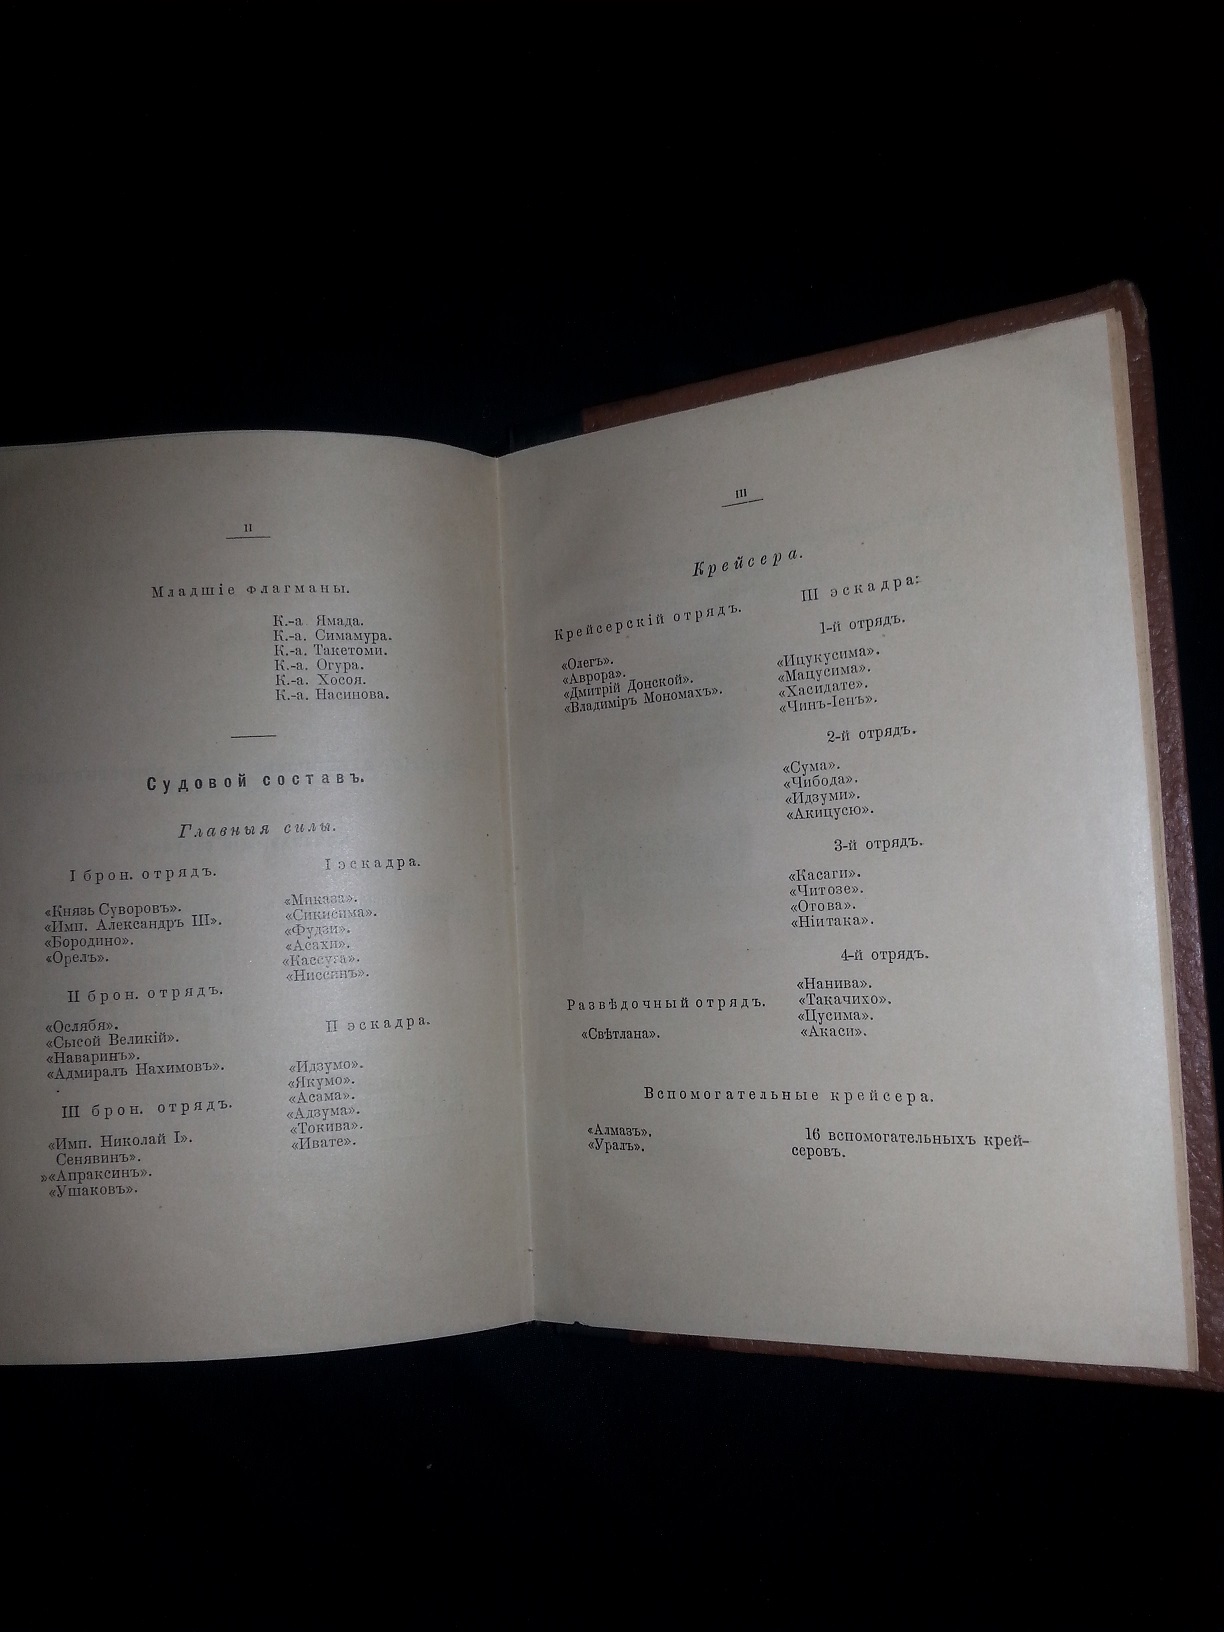 II
Младшіе флагманы.
К.-а. Ямада.
К.-а. Симамура.
К.-а. Такетоми.
К.-а. Огура.
К.-а. Хосоя.
К.-а. Насинова.
Судовой составъ.
Главныя силы.
I брон. отрядъ.
«Князь Суворовъ».
«Имп. Александръ III».
«Бородино».
«Орелъ».
II брон. отрядъ.
«Ослябя».
«Сысой Великій».
«Наваринъ».
«Адмиралъ Нахимовъ».
III брон. отрядъ.
«Имп. Николай I».
Сенявинъ».
»«Апраксинъ».
«Ушаковъ».
I эскадра.
«Миказа».
«Сикисима».
«Фудзи».
«Асахи».
«Кассуга».
«Ниссинъ».
II эскадра.
«Идзумо».
«Якумо».
«Асама».
«Адзума».
«Токива».
«Ивате».
III
Крейсера.
Крейсерскій отрядъ.
«Олегъ».
«Аврора».
«Дмитрій Донской».
«Владиміръ Мономахъ».
III эскадра:
1-й отрядъ.
«Ицукусима».
«Мацусима».
«Хасидате».
«Чинъ-Іенъ».
2-й отрядъ.
«Сума».
«Чибода».
«Идзуми».
«Акицусю».
3-й отрядъ.
«Касаги».
«Читозе».
«Отова».
«Ніитака».
4-й отрядъ.
«Нанива».
«Такачихо».
«Цусима».
«Акаси».
Развѣдочный отрядъ.
«Свѣтлана».
Вспомогательные крейсера.
«Алмазъ».
«Уралъ».
16 вспомогательныхъ крей-
серовъ.